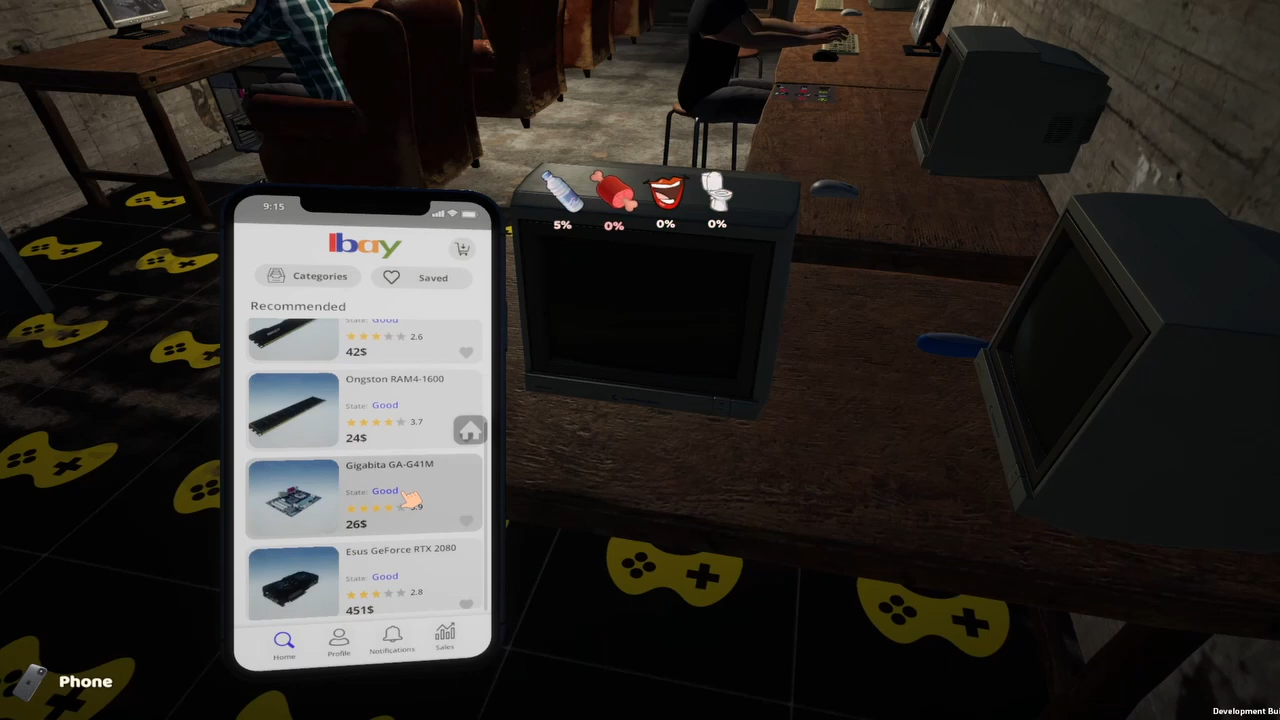 9:15
lbay
Categories
Saved
Recommended
State: Good
2.6
42$
Ongston RAM4-1600
State: Good
3.7
24$
Gigabita GA-G41M
State: Good
26$
Esus GeForce RTX 2080
State: Good
2.8
451$
Home
Profile
Notifications
Sales
5%
0%
0%
0%
Phone
Development